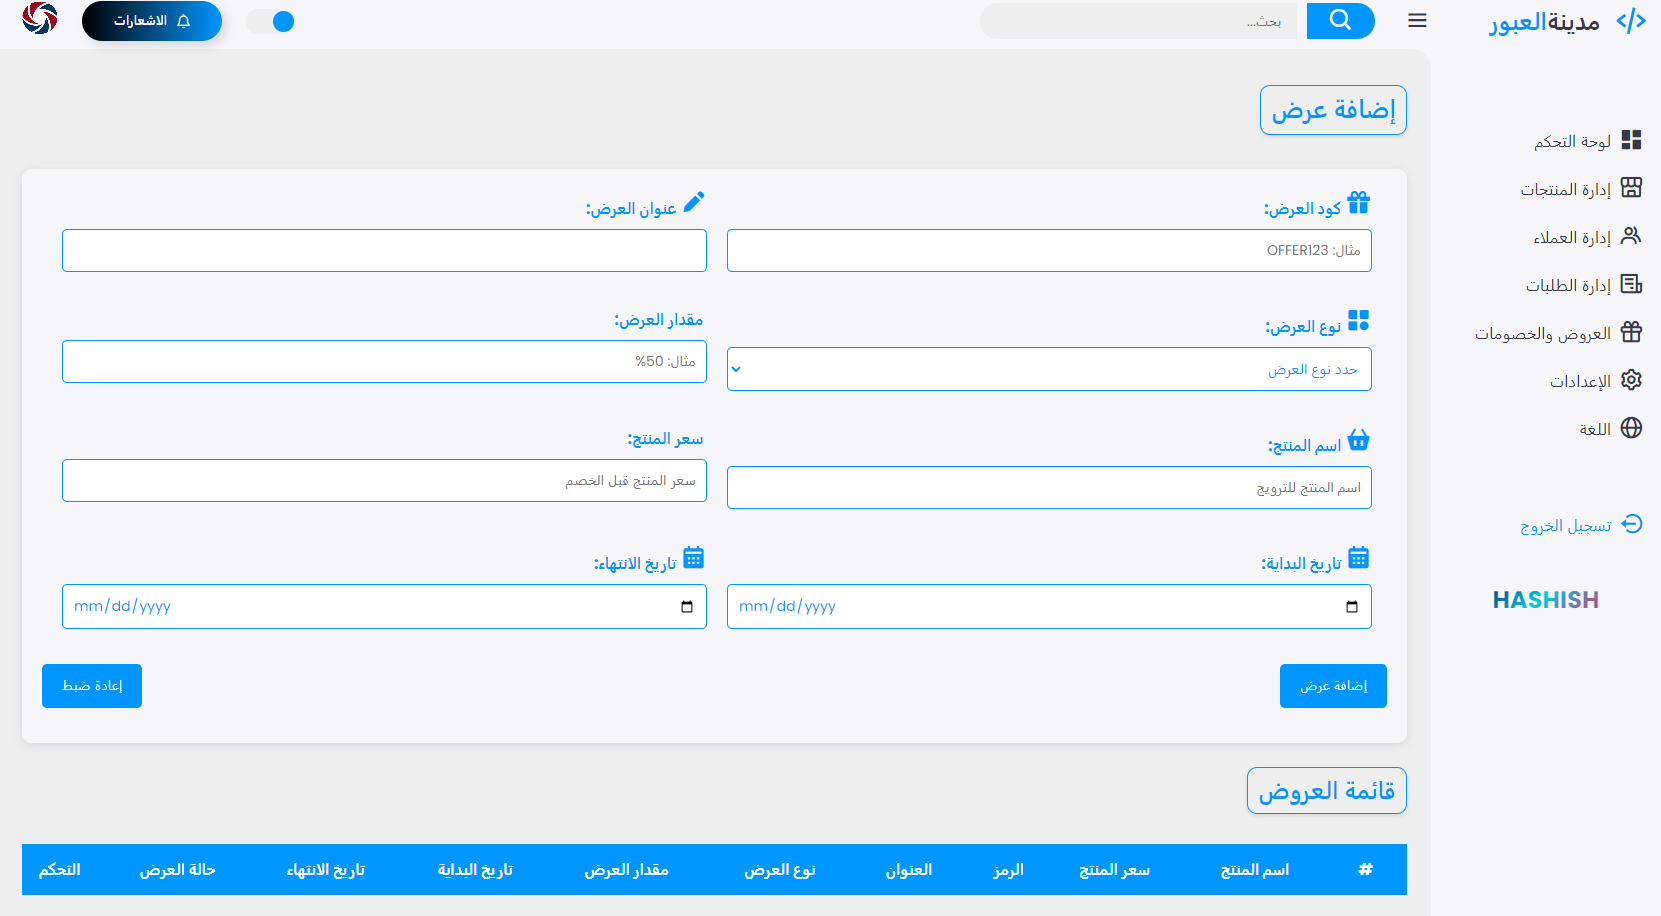 مدينةالعبور
بحث...
الاشعارات
لوحة التحكم
إدارة المنتجات
إدارة العملاء
إدارة الطلبات
العروض والخصومات
الإعدادات
اللغة
تسجيل الخروج
HASHISH
إضافة عرض
كود العرض:
مثال: OFFER123
عنوان العرض:
نوع العرض:
حدد نوع العرض
مقدار العرض:
مثال: 50%
اسم المنتج:
اسم المنتج للترويج
سعر المنتج:
سعر المنتج قبل الخصم
تاريخ البداية:
mm/dd/yyyy
تاريخ الانتهاء:
mm/dd/yyyy
إضافة عرض
إعادة ضبط
قائمة العروض
# اسم المنتج سعر المنتج الرمز العنوان نوع العرض مقدار العرض تاريخ البداية تاريخ الانتهاء حالة العرض التحكم